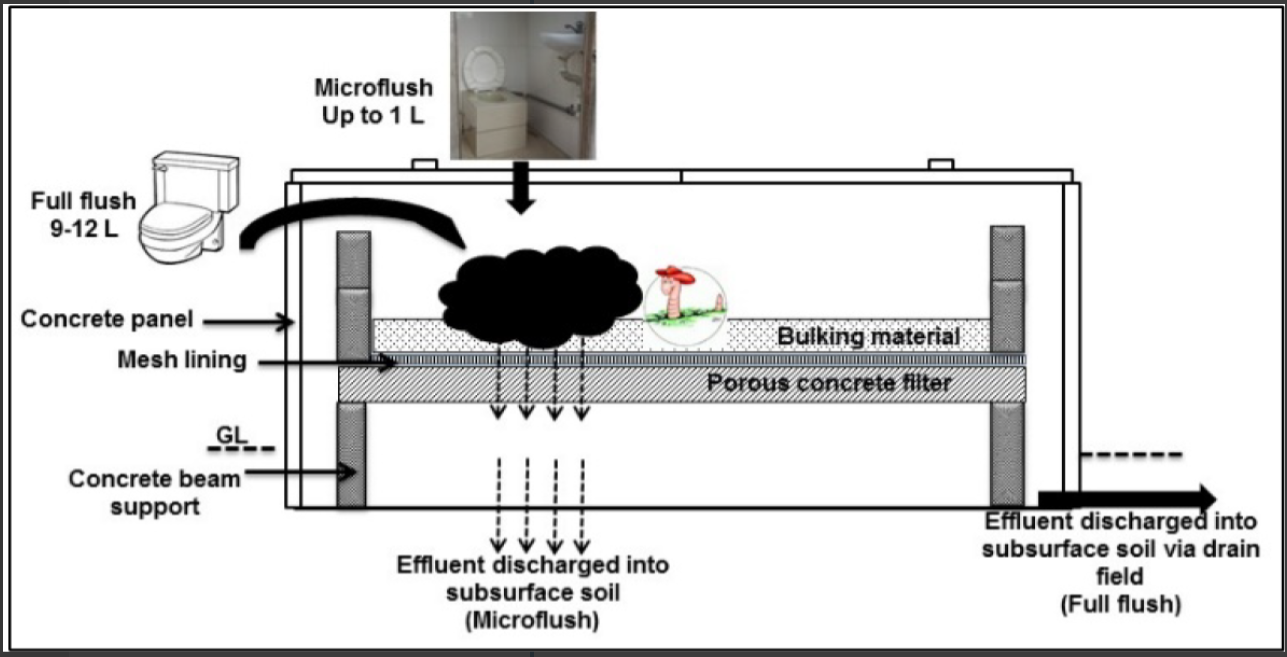 Microflush
Up to 1 L
Full flush
9-12 L
Concrete panel
Bulking material
Mesh lining
Porous concrete filter
GL
Concrete beam
support
Effluent discharged into
subsurface soil
(Microflush)
Effluent discharged into
subsurface soil via drain
field
(Full flush)